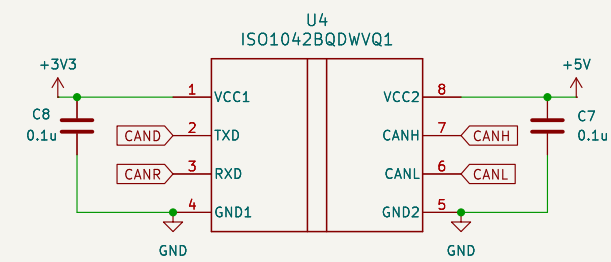 U4
ISO1042BQDWVQ1
+3V3
+5V
1
VCC1
VCC2
8
C8
0.1u
C7
0.1u
CAND
2
TXD
CANH
7
CANH
CANR
3
RXD
CANL
6
CANL
4
GND1
GND2
5
GND
GND